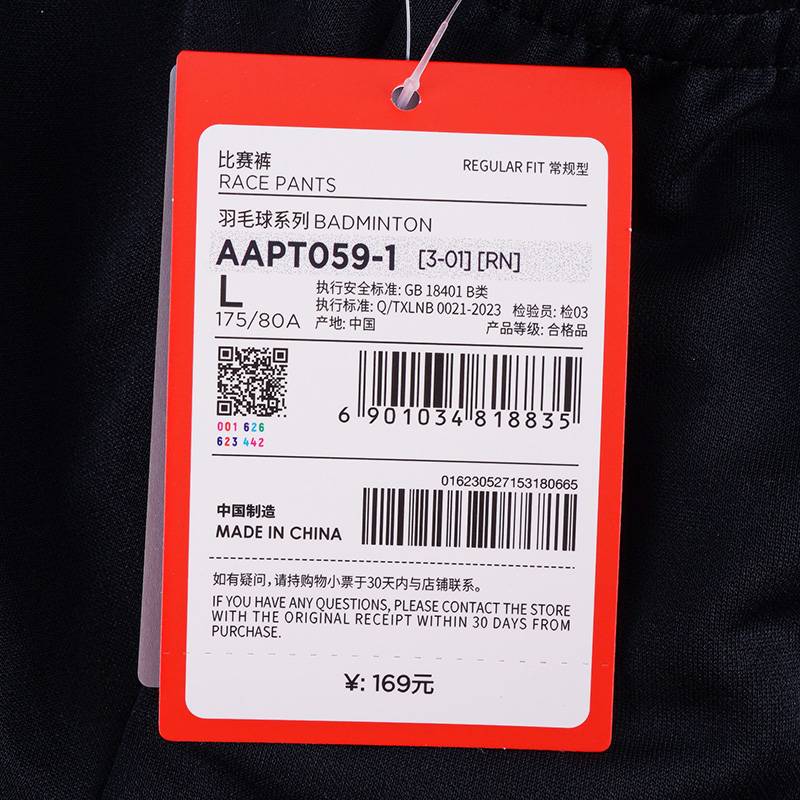 比赛裤
RACE PANTS
REGULAR FIT 常规型
羽毛球系列 BADMINTON
AAPT059-1 [3-01] [RN]
L
175/80A
执行安全标准: GB 18401 B类
执行标准: Q/TXLNB 0021-2023 检验员: 检03
产地: 中国 产品等级: 合格品
001 626
623 442
6 901034 818835
016230527153180665
中国制造
MADE IN CHINA
如有疑问，请持购物小票于30天内与店铺联系。
IF YOU HAVE ANY QUESTIONS, PLEASE CONTACT THE STORE
WITH THE ORIGINAL RECEIPT WITHIN 30 DAYS FROM
PURCHASE.
¥: 169元